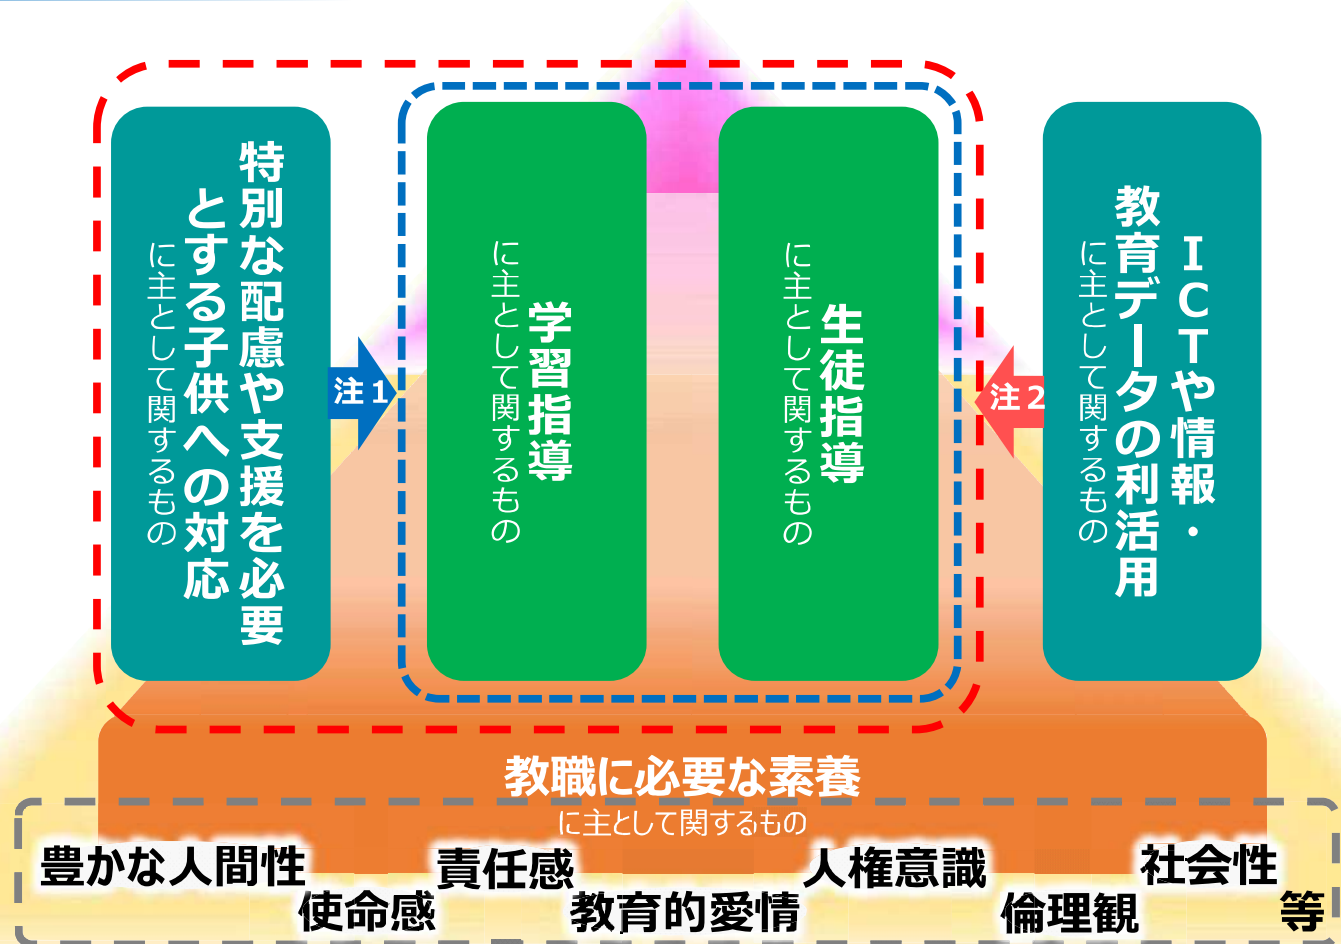 特別な配慮や支援を必要
とする子供への対応
に主として関するもの
注１
学習指導
に主として関するもの
生徒指導
に主として関するもの
注２
ＩＣＴや情報・
教育データの利活用
に主として関するもの
教職に必要な素養
に主として関するもの
豊かな人間性
使命感
責任感
教育的愛情
人権意識
倫理観
社会性
等